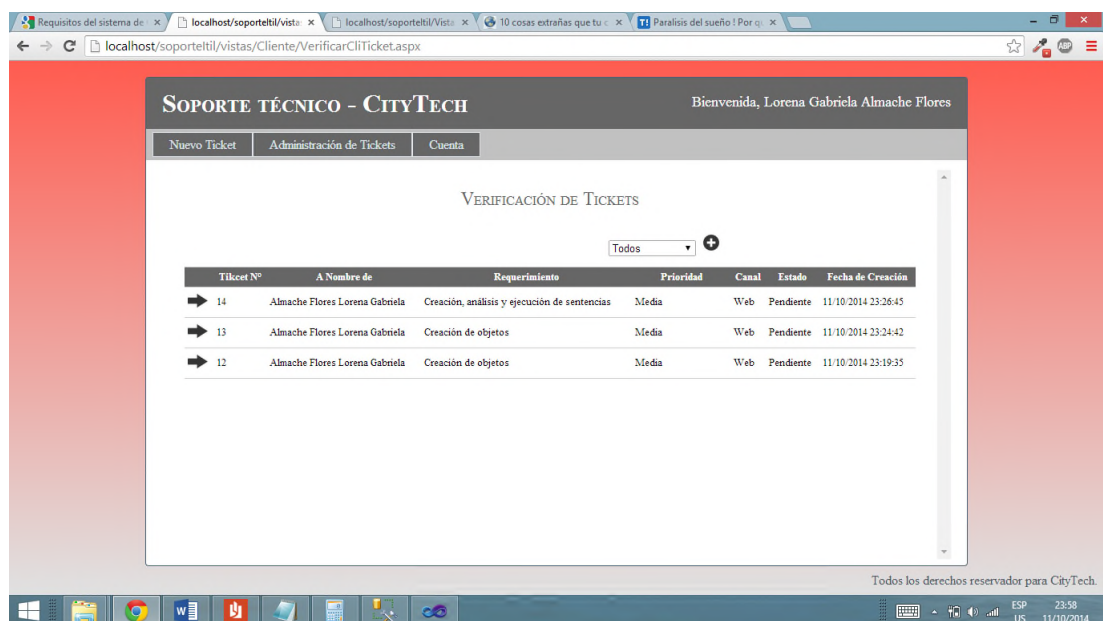 Requisitos del sistema de
localhost/soporteltil/vista:
localhost/soporteltil/Vista
10 cosas extrañas que tu c
T! Paralisis del sueño ! Por qu
localhost/soporteltil/vistas/Cliente/VerificarCliTicket.aspx
ABP
SOPORTE TÉCNICO - CITYTECH
Bienvenida, Lorena Gabriela Almache Flores
Nuevo Ticket Administración de Tickets Cuenta
VERIFICACIÓN DE TICKETS
Todos
Tikcet Nº A Nombre de Requerimiento Prioridad Canal Estado Fecha de Creación
14 Almache Flores Lorena Gabriela Creación, análisis y ejecución de sentencias Media Web Pendiente 11/10/2014 23:26:45
13 Almache Flores Lorena Gabriela Creación de objetos Media Web Pendiente 11/10/2014 23:24:42
12 Almache Flores Lorena Gabriela Creación de objetos Media Web Pendiente 11/10/2014 23:19:35
Todos los derechos reservador para CityTech.
ESP 23:58
US 11/10/2014